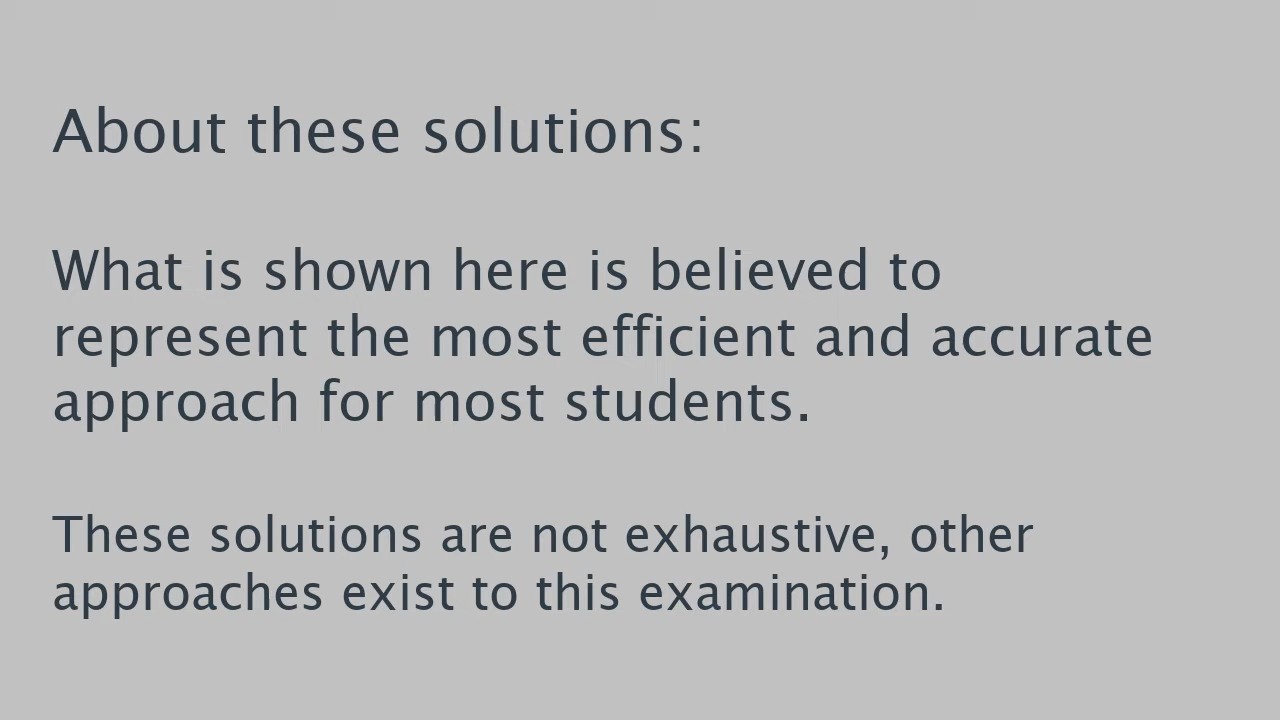 About these solutions:
What is shown here is believed to
represent the most efficient and accurate
approach for most students.
These solutions are not exhaustive, other
approaches exist to this examination.